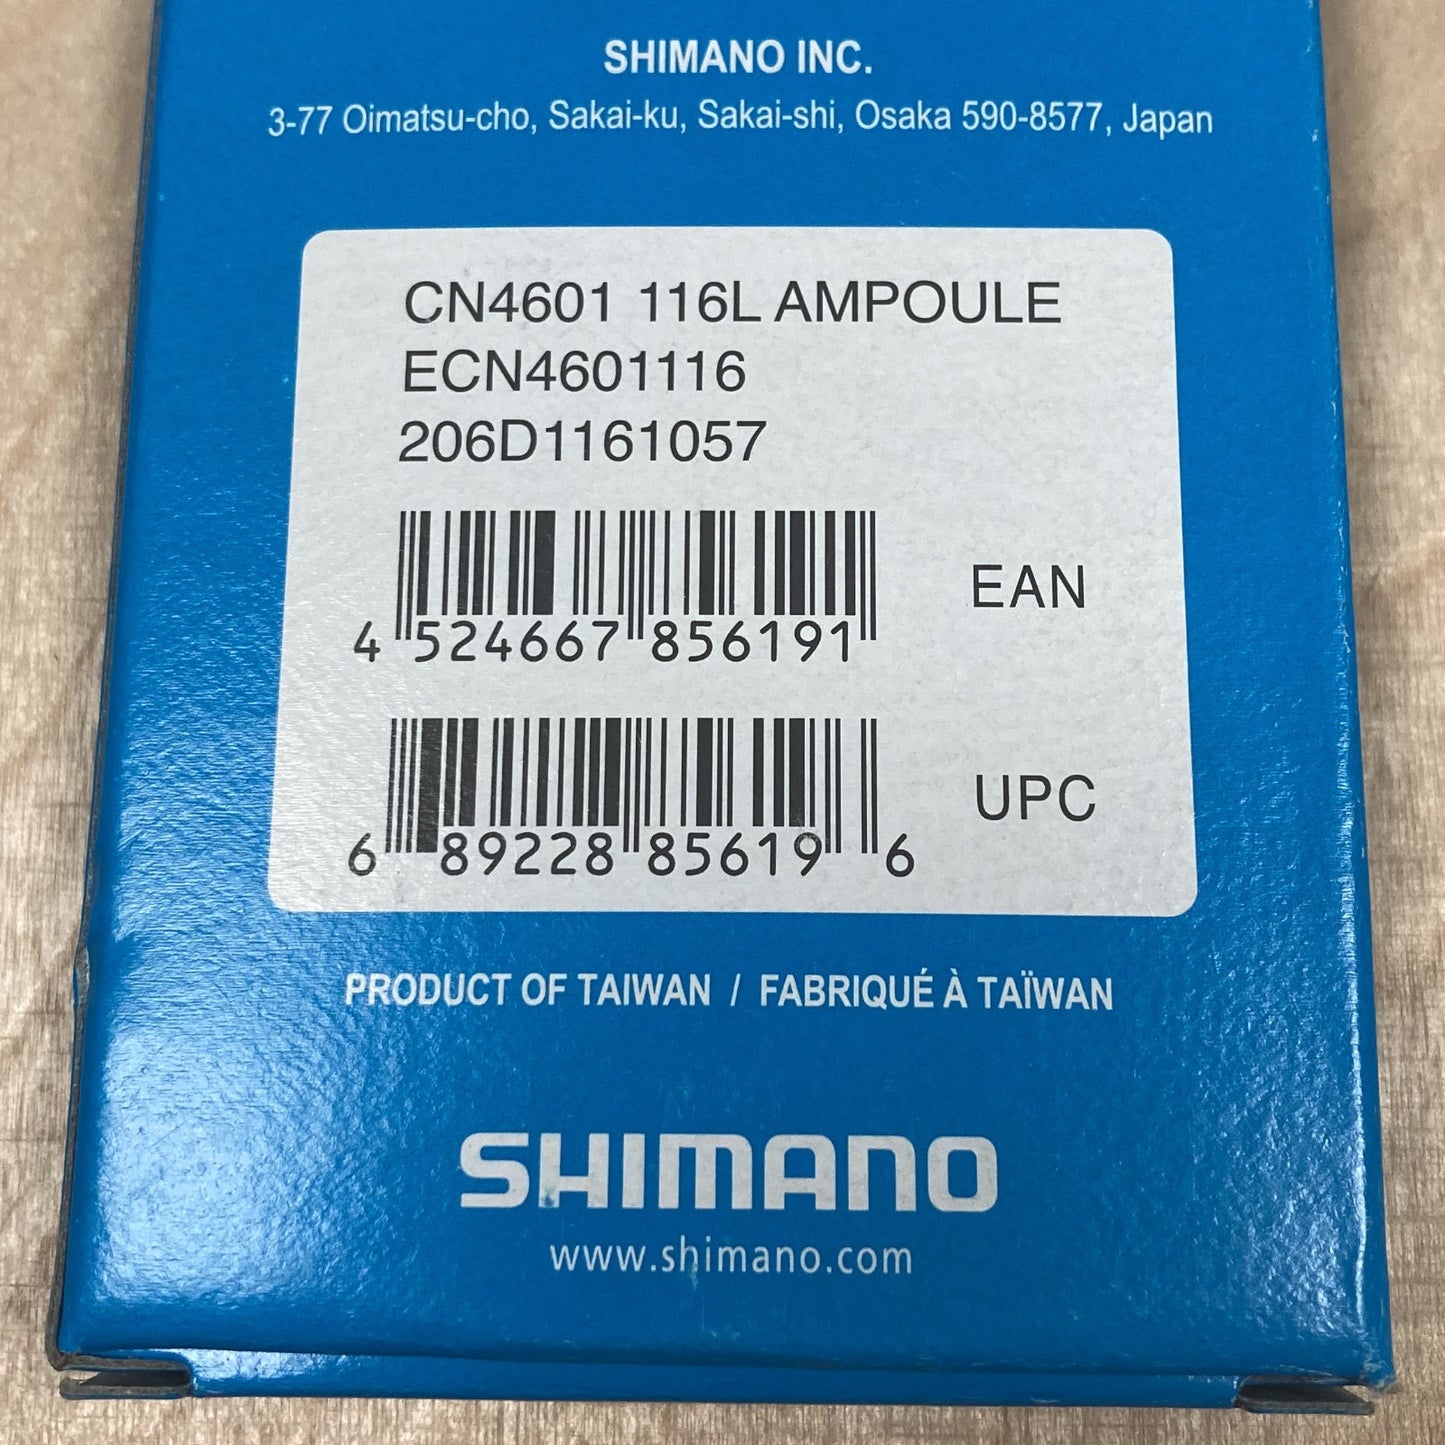 SHIMANO INC.
3-77 Oimatsu-cho, Sakai-ku, Sakai-shi, Osaka 590-8577, Japan
CN4601 116L AMPOULE
ECN4601116
206D1161057
4 524667 856191 EAN
6 89228 85619 6 UPC
PRODUCT OF TAIWAN / FABRIQUÉ À TAÏWAN
SHIMANO
www.shimano.com